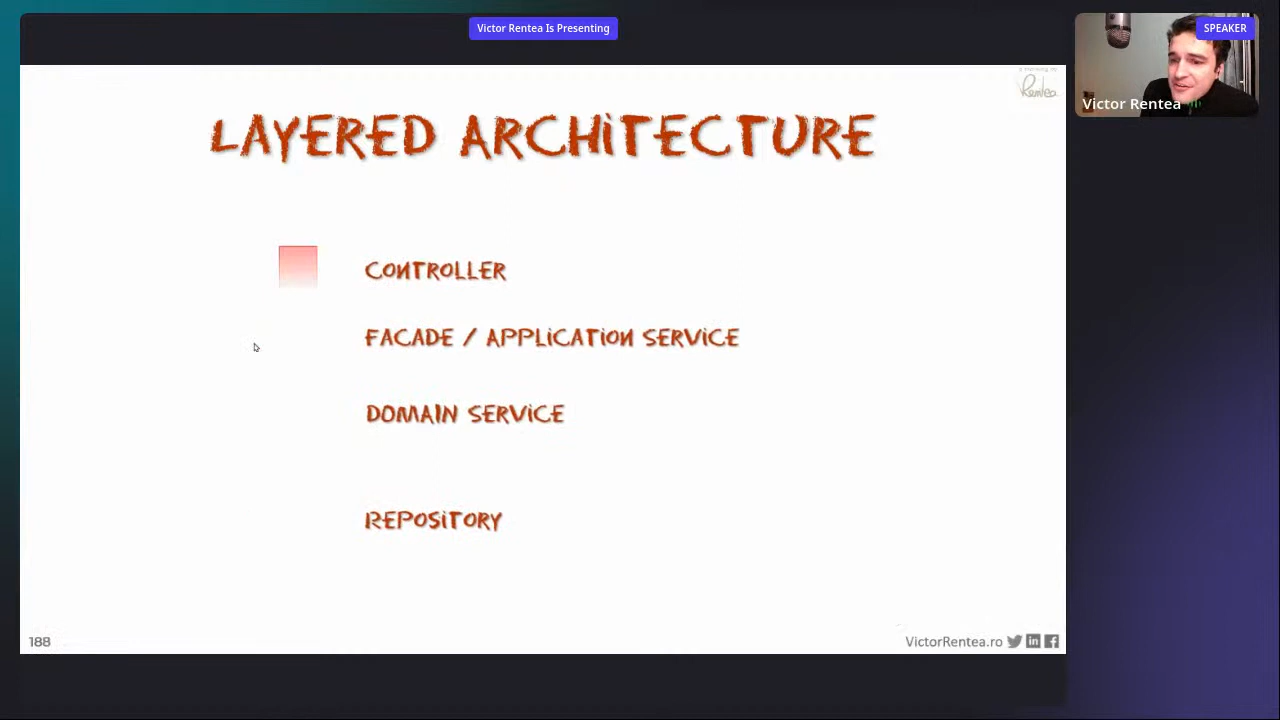 Victor Rentea Is Presenting
SPEAKER
Victor Rentea
Rentea
LAYERED ARCHiTECTURE
CONTROLLER
FACADE / APPLiCATiON SERViCE
DOMAIN SERViCE
REPOSiTORY
188
VictorRentea.ro